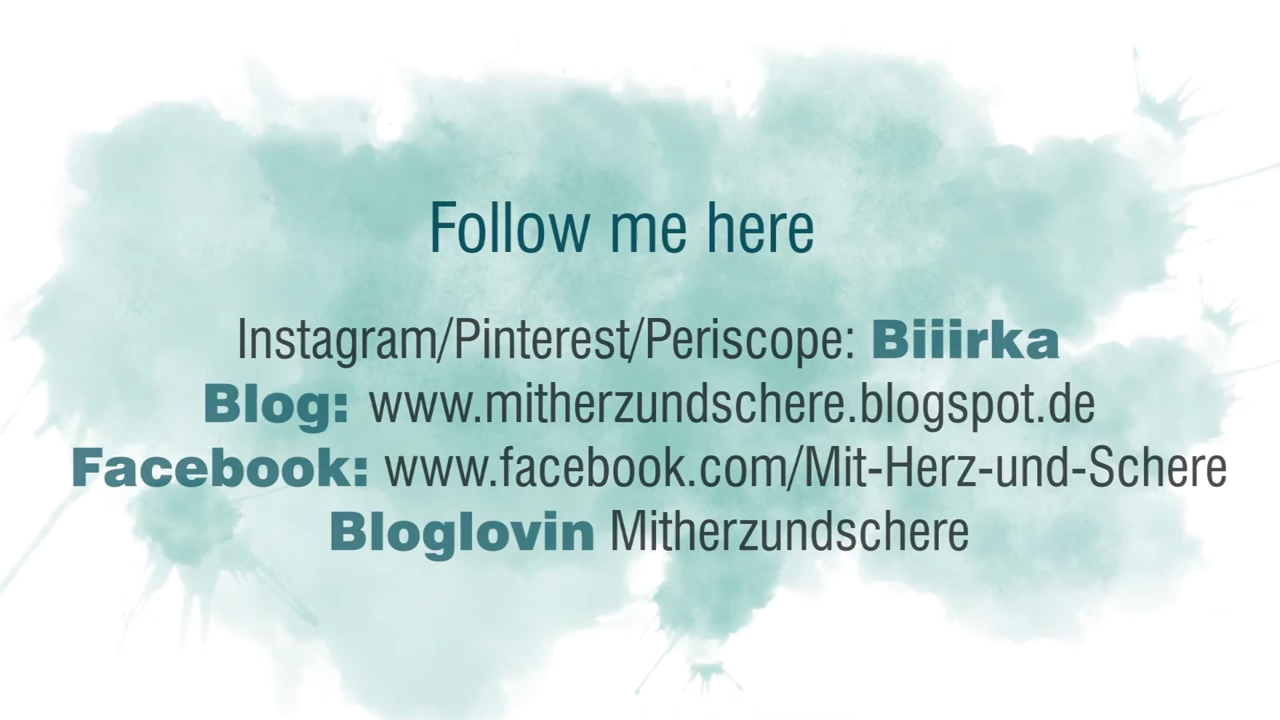 Follow me here
Instagram/Pinterest/Periscope: Biiirka
Blog: www.mitherzundschere.blogspot.de
Facebook: www.facebook.com/Mit-Herz-und-Schere
Bloglovin Mitherzundschere